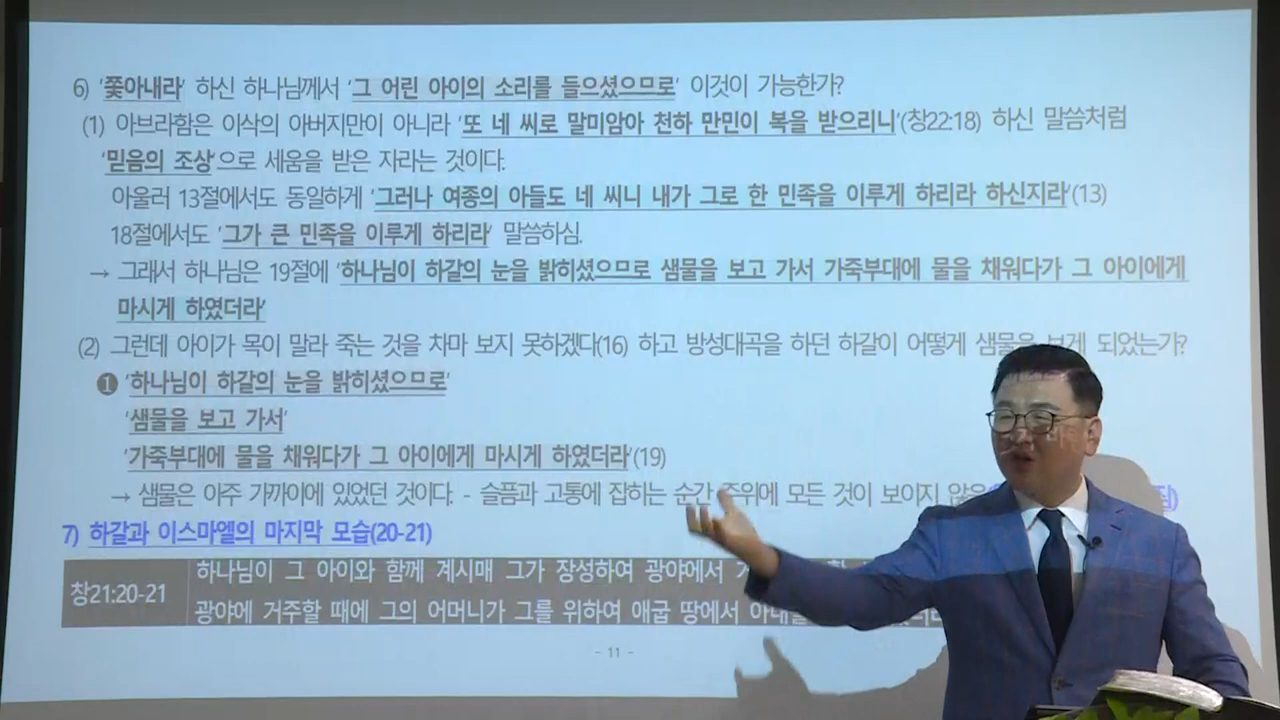 6) '쫓아내라' 하신 하나님께서 '그 어린 아이의 소리를 들으셨으므로' 이것이 가능한가?
(1) 아브라함은 이삭의 아버지만이 아니라 '또 네 씨로 말미암아 천하 만민이 복을 받으리니'(창22:18) 하신 말씀처럼
'믿음의 조상'으로 세움을 받은 자라는 것이다.
아울러 13절에서도 동일하게 '그러나 여종의 아들도 네 씨니 내가 그로 한 민족을 이루게 하리라 하신지라'(13)
18절에서도 '그가 큰 민족을 이루게 하리라' 말씀하심.
→ 그래서 하나님은 19절에 '하나님이 하갈의 눈을 밝히셨으므로 샘물을 보고 가서 가죽부대에 물을 채워다가 그 아이에게
마시게 하였더라'
(2) 그런데 아이가 목이 말라 죽는 것을 차마 보지 못하겠다(16) 하고 방성대곡을 하던 하갈이 어떻게 샘물을 보게 되었는가?
❶ '하나님이 하갈의 눈을 밝히셨으므로'
'샘물을 보고 가서'
'가죽부대에 물을 채워다가 그 아이에게 마시게 하였더라'(19)
→ 샘물은 아주 가까이에 있었던 것이다. - 슬픔과 고통에 잡히는 순간 주위에 모든 것이 보이지 않은
7) 하갈과 이스마엘의 마지막 모습(20-21)
창21:20-21
하나님이 그 아이와 함께 계시매 그가 장성하여 광야에서
광야에 거주할 때에 그의 어머니가 그를 위하여 애굽 땅에서
- 11 -